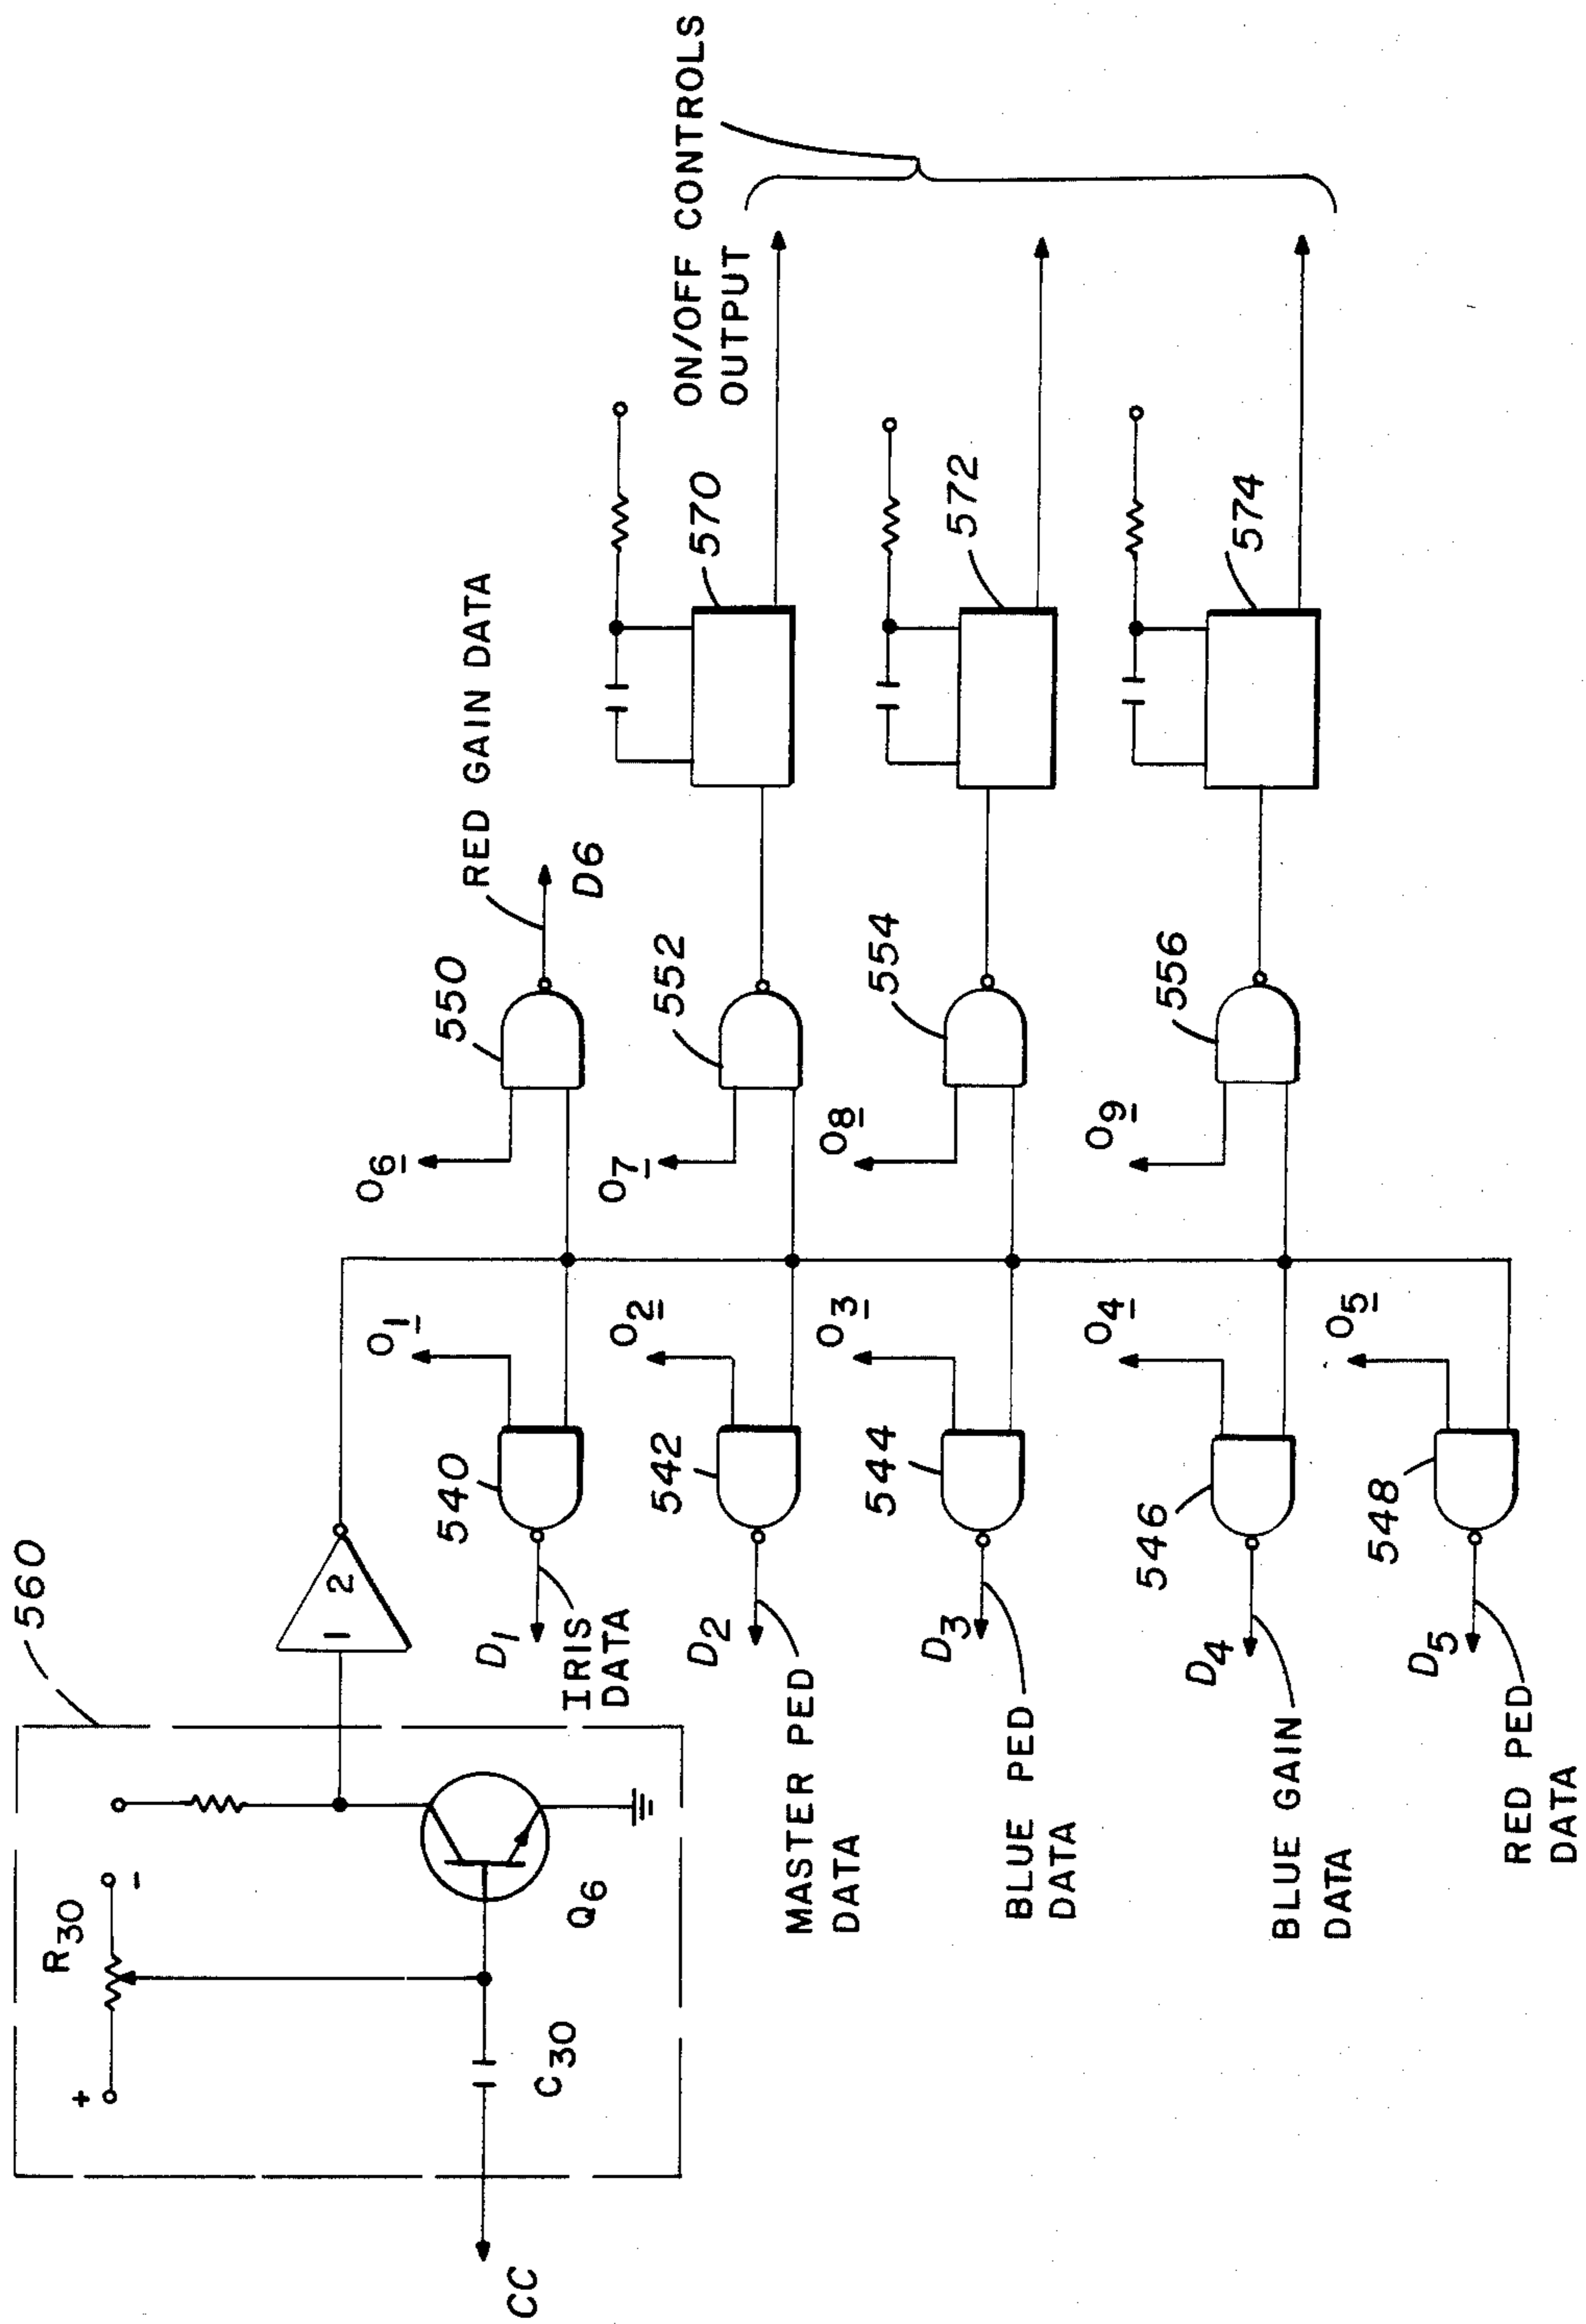 560
+
R30
-
C30
Q6
CC
1
2
O1
540
D1
IRIS
DATA
O2
542
D2
MASTER PED
DATA
O3
544
D3
BLUE PED
DATA
O4
546
D4
BLUE GAIN
DATA
O5
548
D5
RED PED
DATA
O6
550
D6
RED GAIN DATA
O7
552
570
O8
554
572
O9
556
574
ON/OFF CONTROLS
OUTPUT